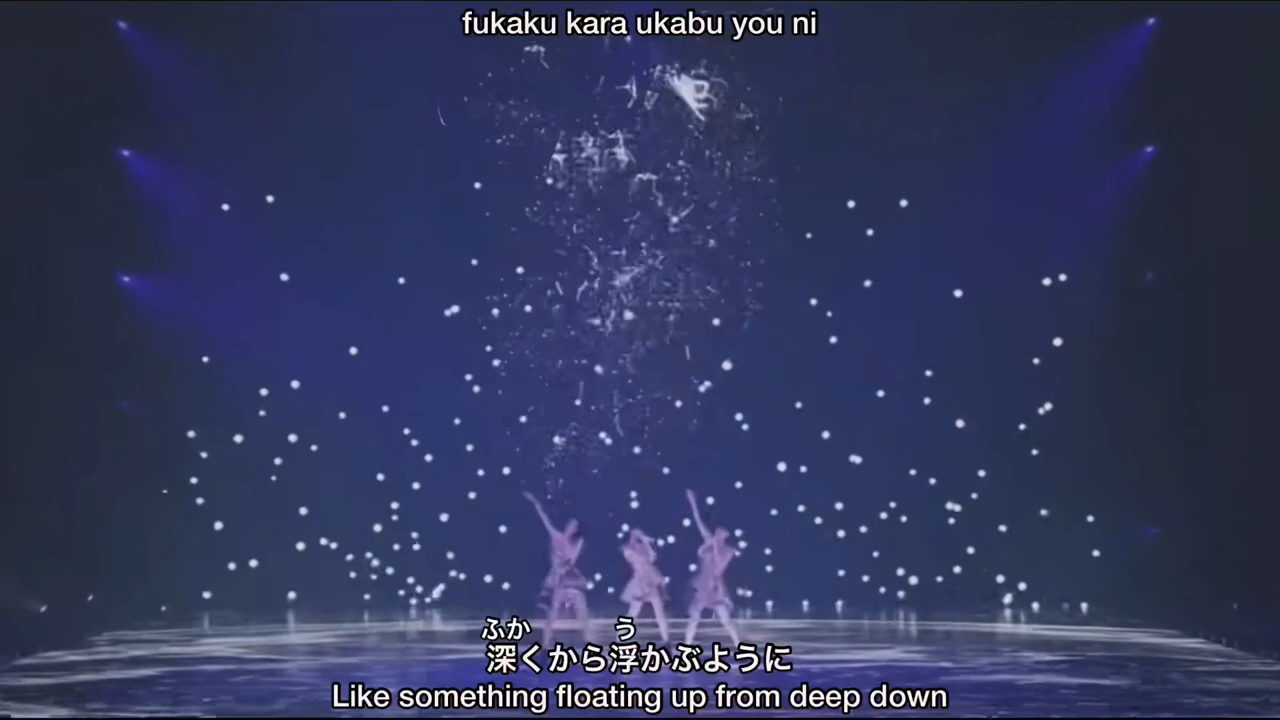 fukaku kara ukabu you ni
ふか う
深くから浮かぶように
Like something floating up from deep down